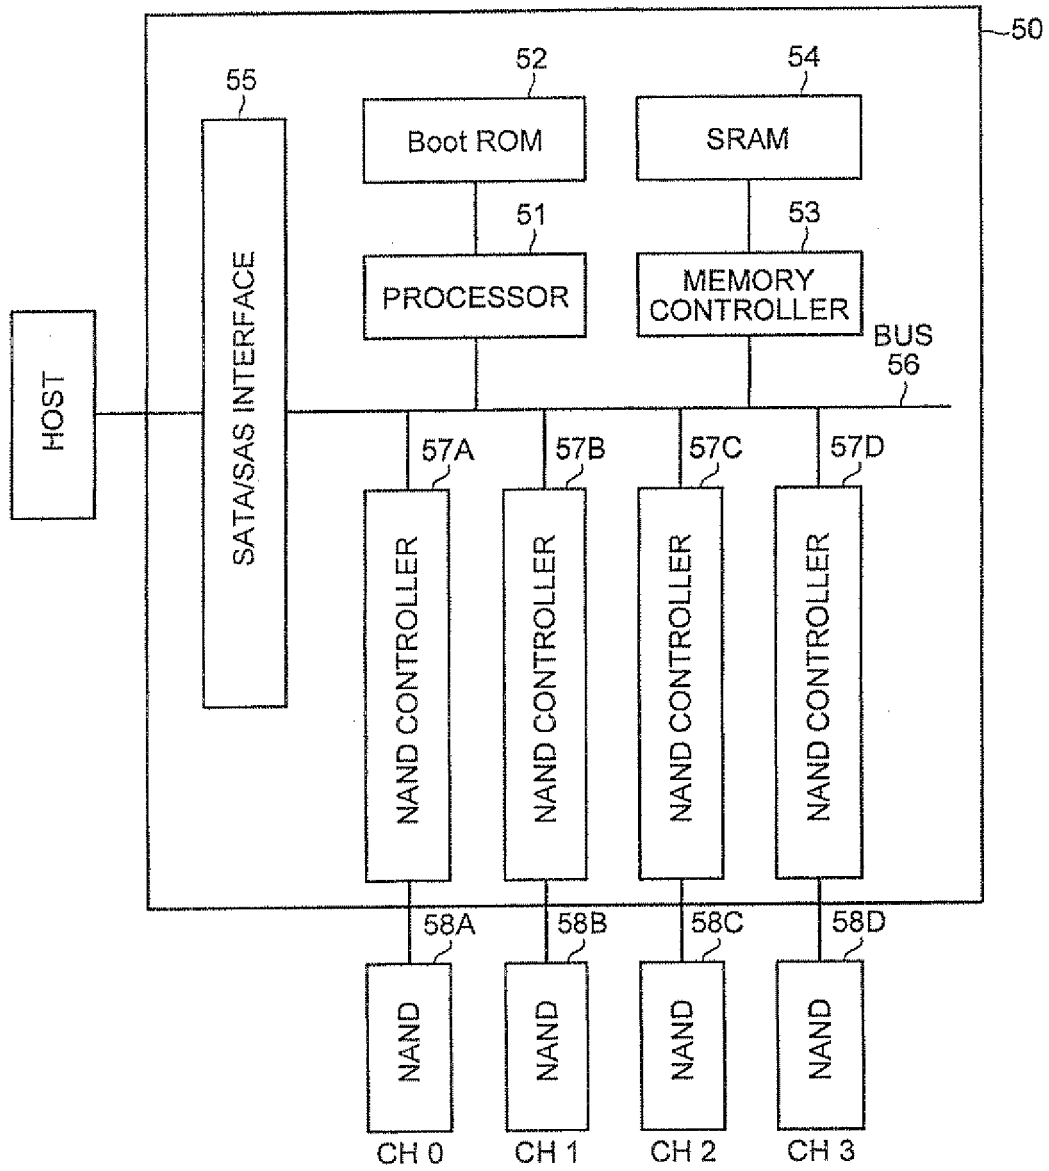 50
52
54
55
Boot ROM
SRAM
51
53
PROCESSOR
MEMORY
CONTROLLER
SATA/SAS INTERFACE
HOST
BUS
56
57A
57B
57C
57D
NAND CONTROLLER
NAND CONTROLLER
NAND CONTROLLER
NAND CONTROLLER
58A
58B
58C
58D
NAND
NAND
NAND
NAND
CH 0
CH 1
CH 2
CH 3